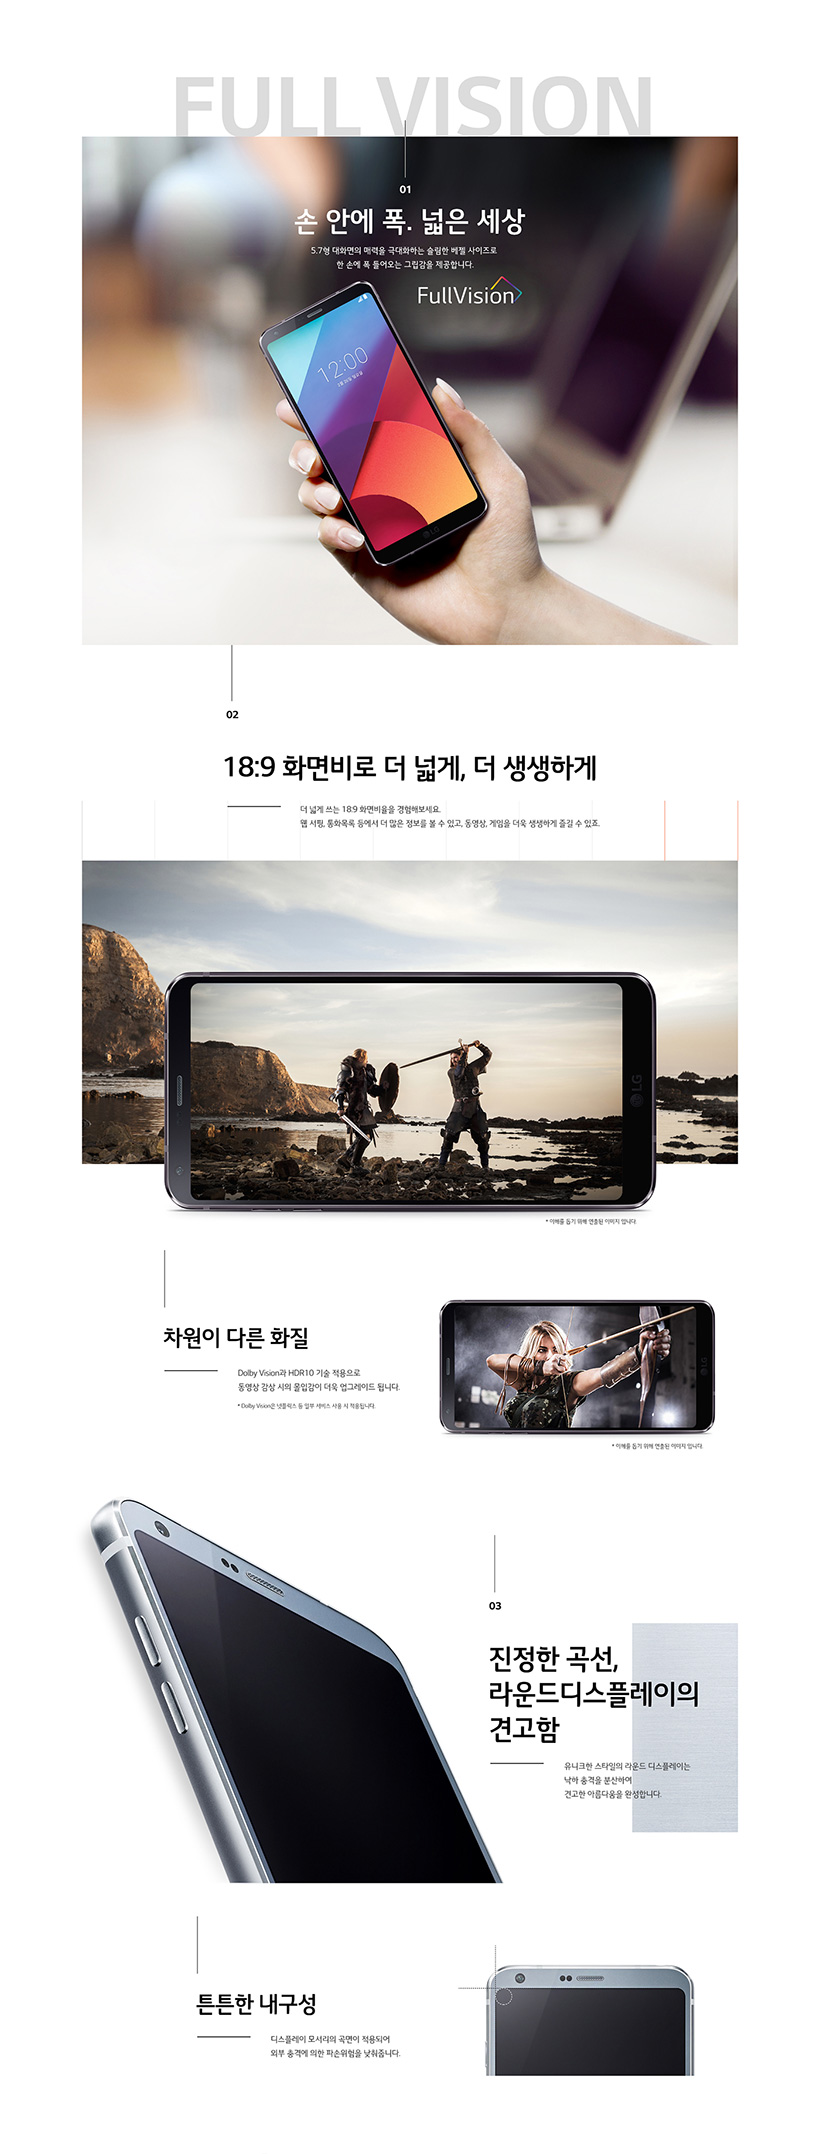 FULL VISION
01
손 안에 폭. 넓은 세상
5.7형 대화면의 매력을 극대화하는 슬림한 베젤 사이즈로
한 손에 폭 들어오는 그립감을 제공합니다.
FullVision
12:00
LG
02
18:9 화면비로 더 넓게, 더 생생하게
더 넓게 쓰는 18:9 화면비율을 경험해보세요.
웹 서핑, 통화목록 등에서 더 많은 정보를 볼 수 있고, 동영상, 게임을 더욱 생생하게 즐길 수 있죠.
LG
* 이해를 돕기 위해 연출된 이미지 입니다.
차원이 다른 화질
Dolby Vision과 HDR10 기술 적용으로
동영상 감상 시의 몰입감이 더욱 업그레이드 됩니다.
* Dolby Vision은 넷플릭스 등 일부 서비스 사용 시 적용됩니다.
LG
* 이해를 돕기 위해 연출된 이미지 입니다.
03
진정한 곡선,
라운드디스플레이의
견고함
유니크한 스타일의 라운드 디스플레이는
낙하 충격을 분산하여
견고한 아름다움을 완성합니다.
튼튼한 내구성
디스플레이 모서리의 곡면이 적용되어
외부 충격에 의한 파손위험을 낮춰줍니다.